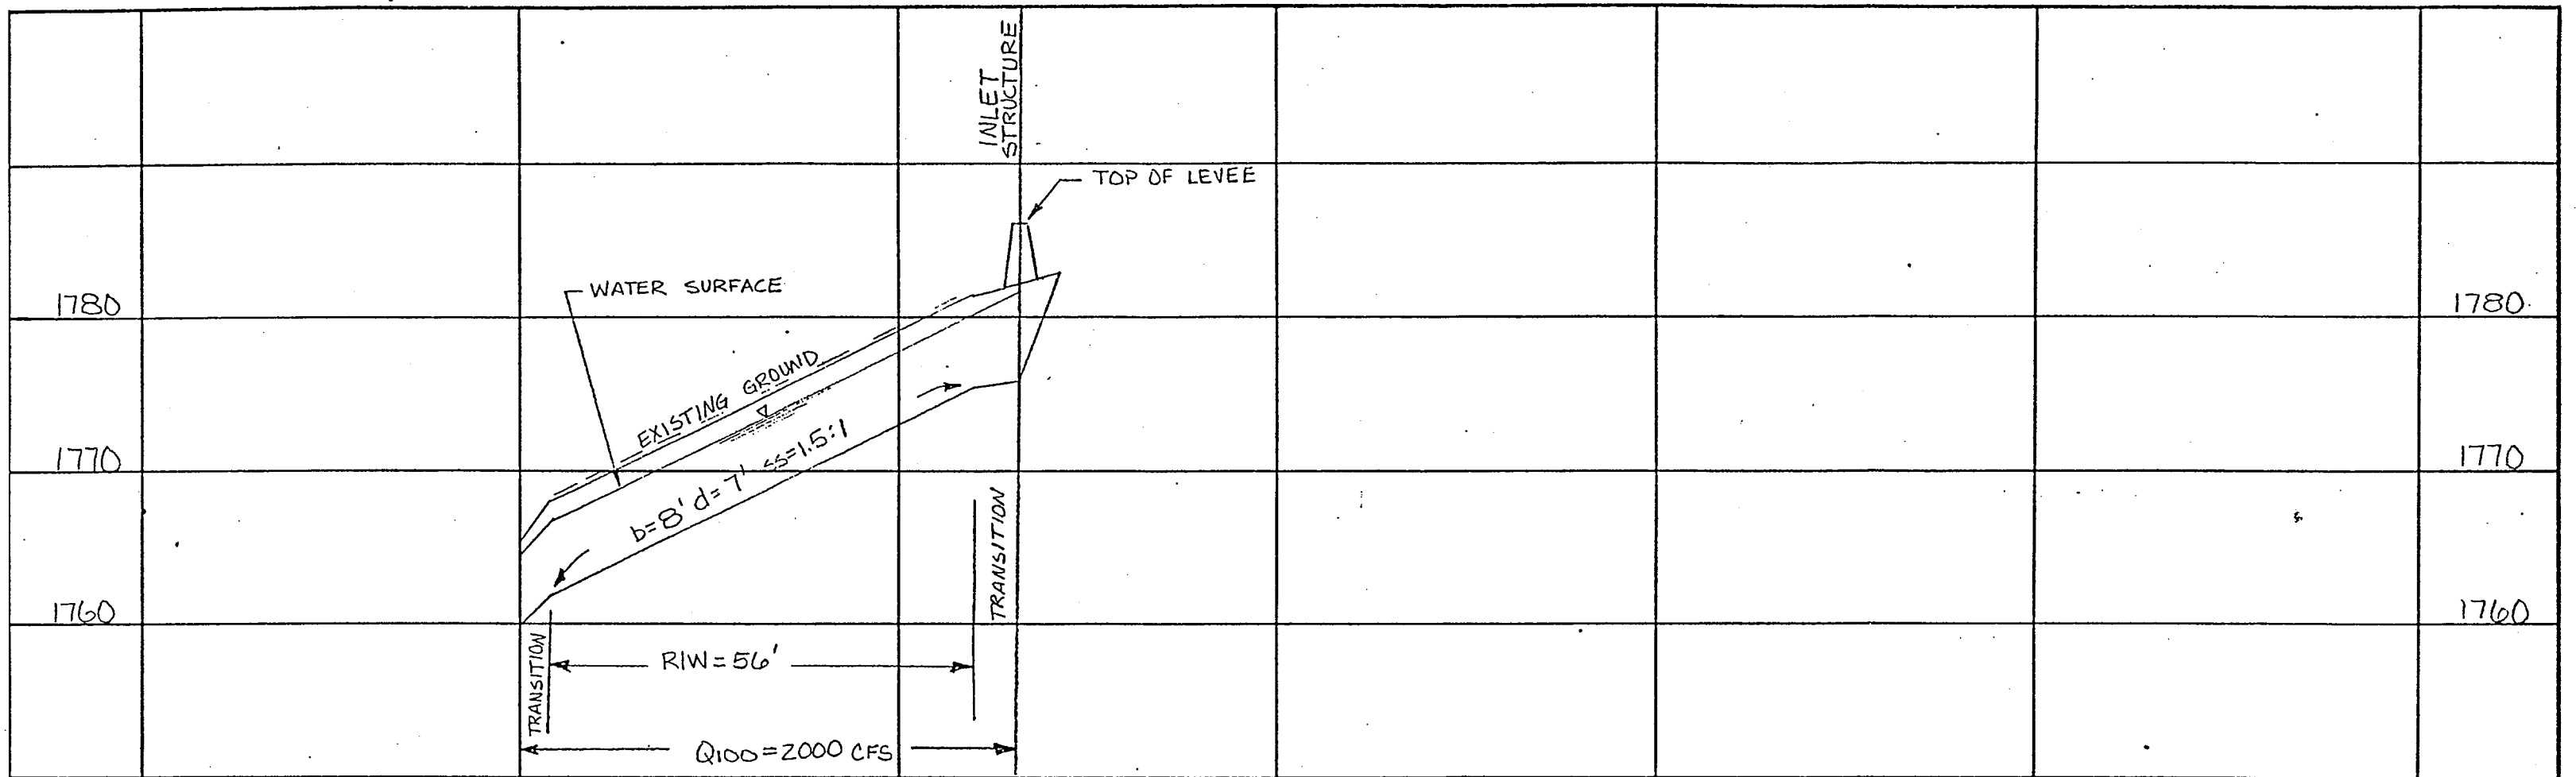 INLET
STRUCTURE
TOP OF LEVEE
WATER SURFACE
1780
1780
EXISTING GROUND
1770
b=8' d=7' ss=1.5:1
1770
TRANSITION
1760
1760
TRANSITION
R/W=56'
Q100=2000 CFS